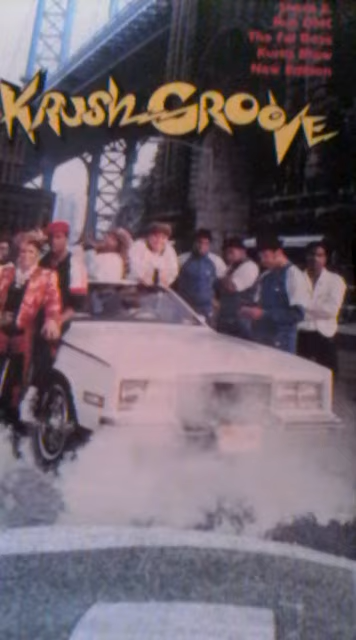 Sheila E.
Run DMC
The Fat Boys
Kurtis Blow
New Edition
KRUSH GROOVE